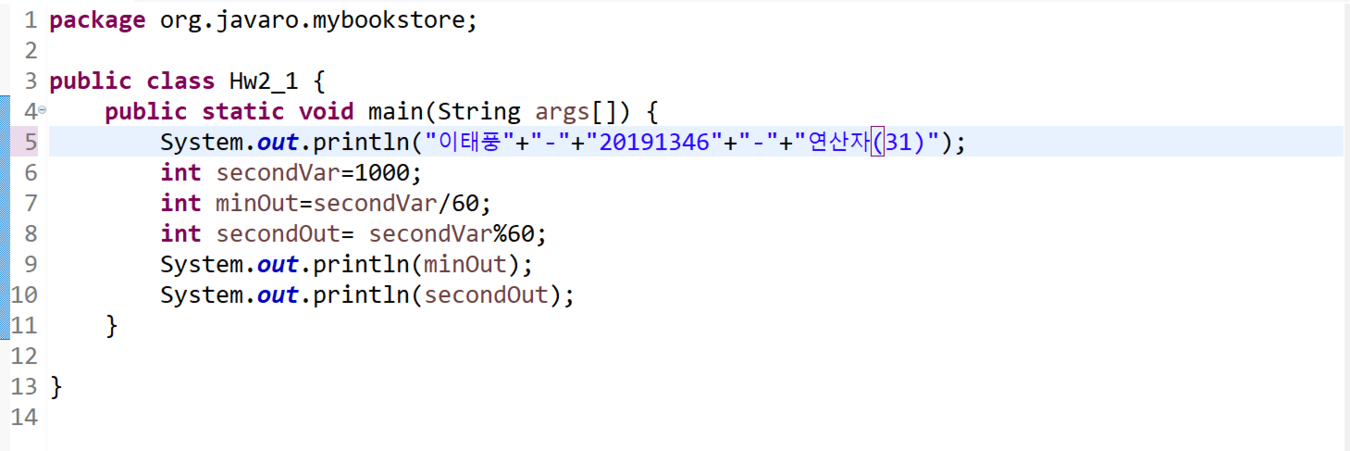 1 package org.javaro.mybookstore;
2
3 public class Hw2_1 {
4     public static void main(String args[]) {
5         System.out.println("이태풍"+"-"+"20191346"+"-"+"연산자(31)");
6         int secondVar=1000;
7         int minOut=secondVar/60;
8         int secondOut= secondVar%60;
9         System.out.println(minOut);
10         System.out.println(secondOut);
11     }
12
13 }
14